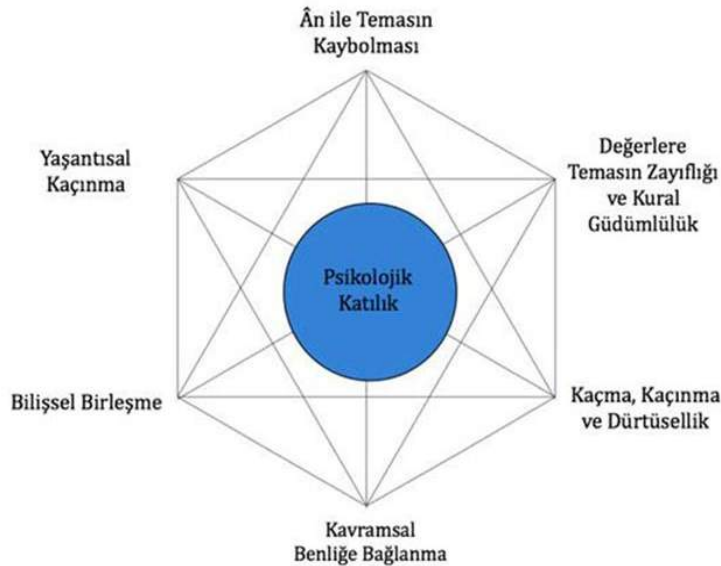 Ân ile Temasın
Kaybolması
Yaşantısal
Kaçınma
Değerlere
Temasın Zayıflığı
ve Kural
Güdümlülük
Psikolojik
Katılık
Bilişsel Birleşme
Kaçma, Kaçınma
ve Dürtüsellik
Kavramsal
Benliğe Bağlanma